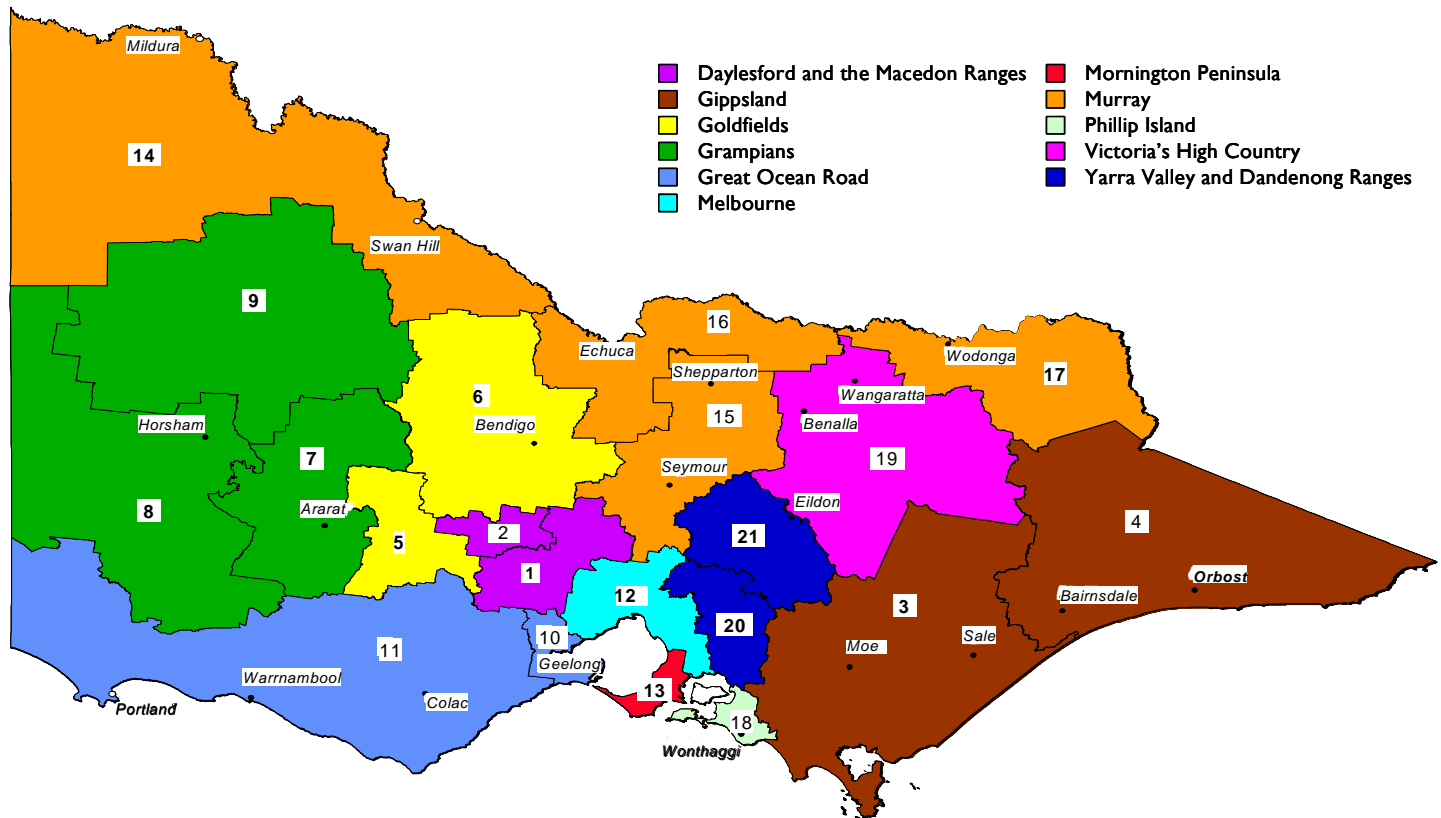 Mildura
Daylesford and the Macedon Ranges
Mornington Peninsula
Gippsland
Murray
Goldfields
Phillip Island
Grampians
Victoria's High Country
Great Ocean Road
Yarra Valley and Dandenong Ranges
Melbourne
14
Swan Hill
9
16
Echuca
Wodonga
Shepparton
17
Wangaratta
6
15
Horsham
Bendigo
Benalla
7
19
Seymour
Ararat
Eildon
8
4
2
21
5
1
Orbost
12
Bairnsdale
3
20
10
Sale
11
Moe
Geelong
Warrnambool
13
Colac
Portland
18
Wonthaggi